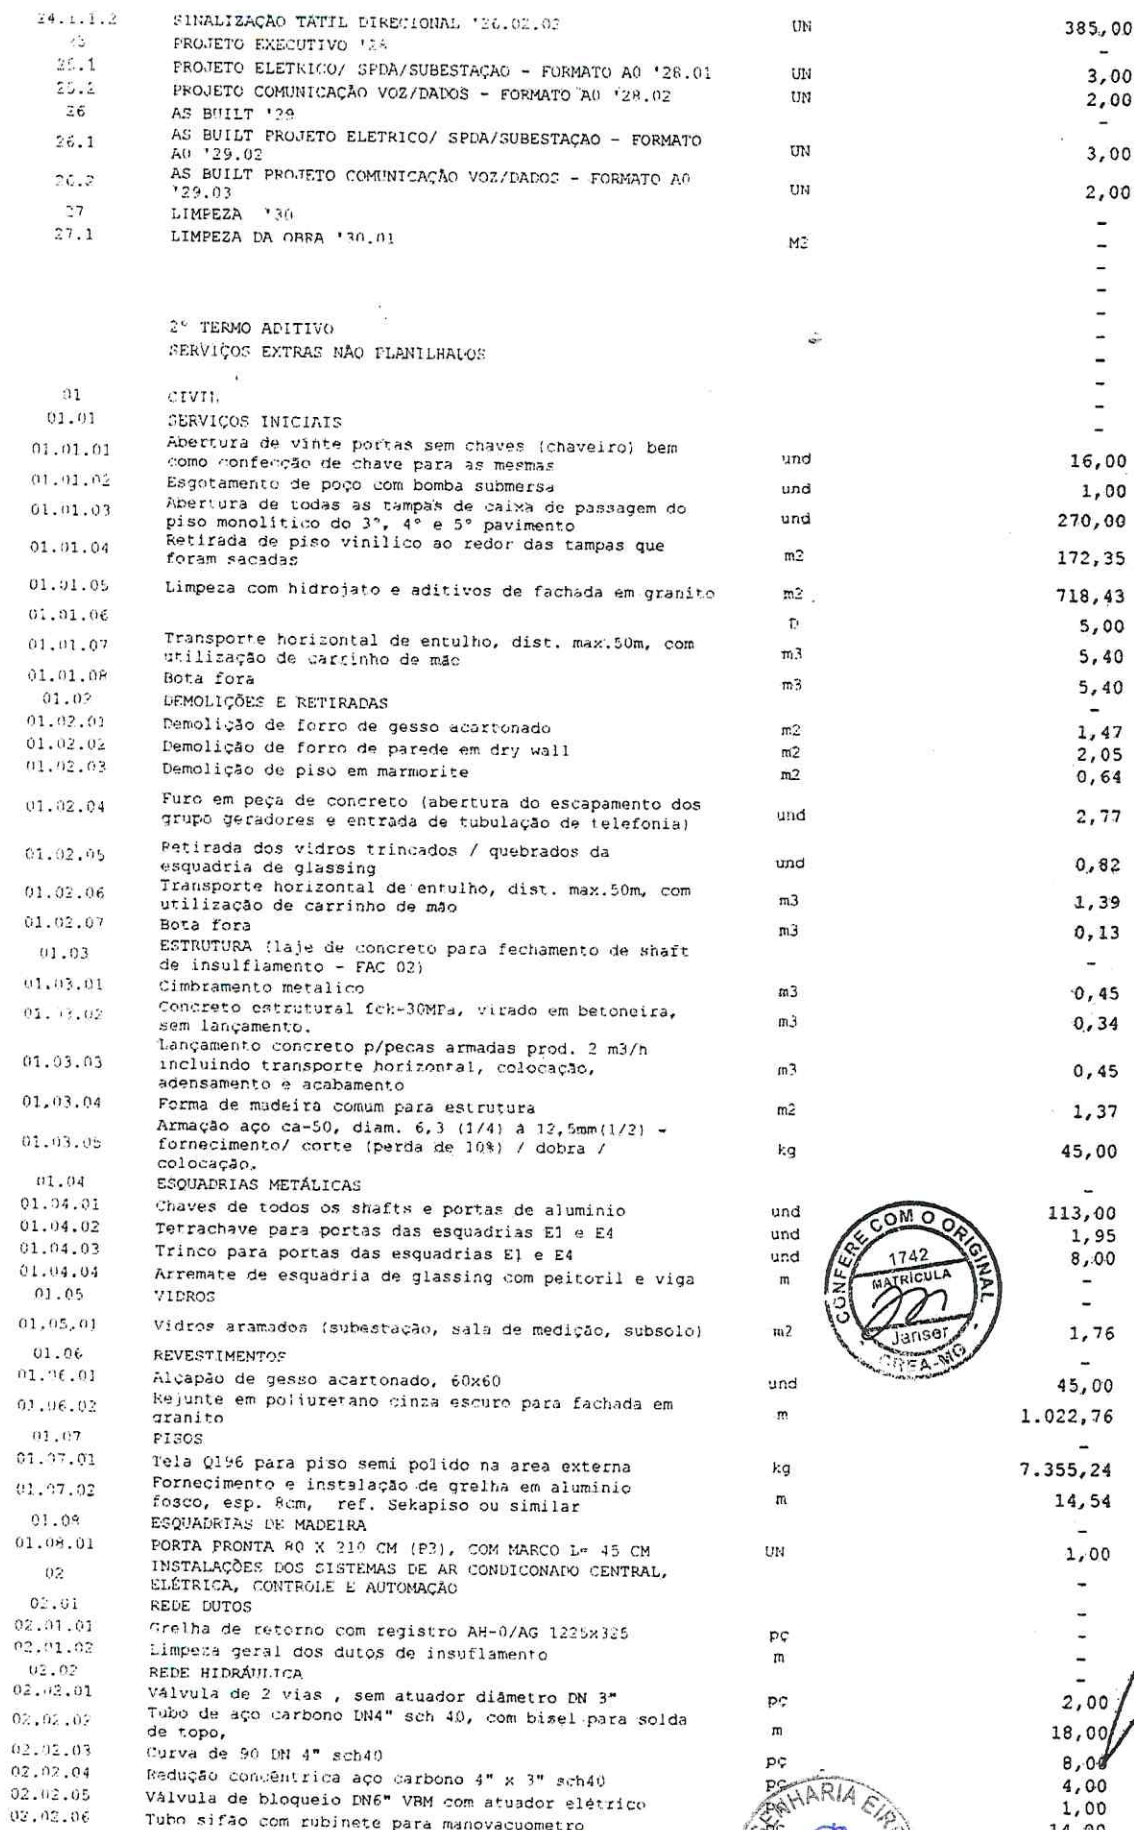 24.1.1.2 SINALIZAÇÃO TATIL DIRECIONAL '26.02.03 UN 385,00
PROJETO EXECUTIVO '28 -
25.1 PROJETO ELETRICO/ SPDA/SUBESTAÇAO - FORMATO A0 '28.01 UN 3,00
25.2 PROJETO COMUNICAÇÃO VOZ/DADOS - FORMATO A0 '28.02 UN 2,00
26 AS BUILT '29 -
26.1 AS BUILT PROJETO ELETRICO/ SPDA/SUBESTAÇAO - FORMATO
A0 '29.02 UN 3,00
26.2 AS BUILT PROJETO COMUNICAÇÃO VOZ/DADOS - FORMATO A0
'29.03 UN 2,00
27 LIMPEZA '30 -
27.1 LIMPEZA DA OBRA '30.01 M2 -
-
-
-
2° TERMO ADITIVO -
SERVIÇOS EXTRAS NÃO PLANILHADOS -
-
01 CIVIL -
01.01 SERVIÇOS INICIAIS -
01.01.01 Abertura de vinte portas sem chaves (chaveiro) bem
como confecção de chave para as mesmas und 16,00
01.01.02 Esgotamento de poço com bomba submersa und 1,00
01.01.03 Abertura de todas as tampas de caixa de passagem do
piso monolitico do 3°, 4° e 5° pavimento und 270,00
01.01.04 Retirada de piso vinilico ao redor das tampas que
foram sacadas m2 172,35
01.01.05 Limpeza com hidrojato e aditivos de fachada em granito m2 718,43
01.01.06 D 5,00
01.01.07 Transporte horizontal de entulho, dist. max.50m, com
utilização de carrinho de mão m3 5,40
01.01.08 Bota fora m3 5,40
01.02 DEMOLIÇÕES E RETIRADAS -
01.02.01 Demolição de forro de gesso acartonado m2 1,47
01.02.02 Demolição de forro de parede em dry wall m2 2,05
01.02.03 Demolição de piso em marmorite m2 0,64
01.02.04 Furo em peça de concreto (abertura do escapamento dos
grupo geradores e entrada de tubulação de telefonia) und 2,77
01.02.05 Retirada dos vidros trincados / quebrados da
esquadria de glassing und 0,82
01.02.06 Transporte horizontal de entulho, dist. max.50m, com
utilização de carrinho de mão m3 1,39
01.02.07 Bota fora m3 0,13
01.03 ESTRUTURA (laje de concreto para fechamento de shaft
de insulflamento - FAC 02) -
01.03.01 Cimbramento metalico m3 0,45
01.03.02 Concreto estrutural fck-30MPa, virado em betoneira,
sem lançamento. m3 0,34
01.03.03 Lançamento concreto p/pecas armadas prod. 2 m3/h
incluindo transporte horizontal, colocação,
adensamento e acabamento m3 0,45
01.03.04 Forma de madeira comum para estrutura m2 1,37
01.03.05 Armação aço ca-50, diam. 6,3 (1/4) á 12,5mm(1/2) -
fornecimento/ corte (perda de 10%) / dobra /
colocação. kg 45,00
01.04 ESQUADRIAS METÁLICAS -
01.04.01 Chaves de todos os shafts e portas de aluminio und 113,00
01.04.02 Tetrachave para portas das esquadrias E1 e E4 und 1,95
01.04.03 Trinco para portas das esquadrias E1 e E4 und 8,00
01.04.04 Arremate de esquadria de glassing com peitoril e viga m -
01.05 VIDROS -
01.05.01 Vidros aramados (subestação, sala de medição, subsolo) m2 1,76
CONFERE COM O ORIGINAL
1742
MATRÍCULA
Janser
CREA-MG
01.06 REVESTIMENTOS -
01.06.01 Alçapão de gesso acartonado, 60x60 und 45,00
01.06.02 Rejunte em poliuretano cinza escuro para fachada em
granito m 1.022,76
01.07 PISOS -
01.07.01 Tela Q196 para piso semi polido na area externa kg 7.355,24
01.07.02 Fornecimento e instalação de grelha em aluminio
fosco, esp. 8cm, ref. Sekapiso ou similar m 14,54
01.08 ESQUADRIAS DE MADEIRA -
01.08.01 PORTA PRONTA 80 X 210 CM (P3), COM MARCO L= 45 CM UN 1,00
02 INSTALAÇÕES DOS SISTEMAS DE AR CONDICONADO CENTRAL,
ELÉTRICA, CONTROLE E AUTOMAÇÃO -
02.01 REDE DUTOS -
02.01.01 Grelha de retorno com registro AH-0/AG 1225x325 pç -
02.01.02 Limpeza geral dos dutos de insuflamento m -
02.02 REDE HIDRÁULICA -
02.02.01 Válvula de 2 vias , sem atuador diâmetro DN 3" pç 2,00
02.02.02 Tubo de aço carbono DN4" sch 40, com bisel para solda
de topo, m 18,00
02.02.03 Curva de 90 DN 4" sch40 pç 8,00
02.02.04 Redução concêntrica aço carbono 4" x 3" sch40 pç 4,00
02.02.05 Válvula de bloqueio DN6" VBM com atuador elétrico pç 1,00
02.02.06 Tubo sifão com rubinete para manovacuometro 14,00